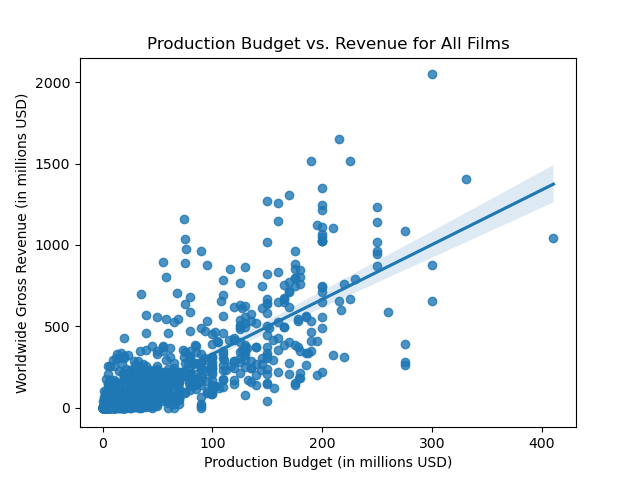 Production Budget vs. Revenue for All Films
Worldwide Gross Revenue (in millions USD)
2000
1500
1000
500
0
0 100 200 300 400
Production Budget (in millions USD)